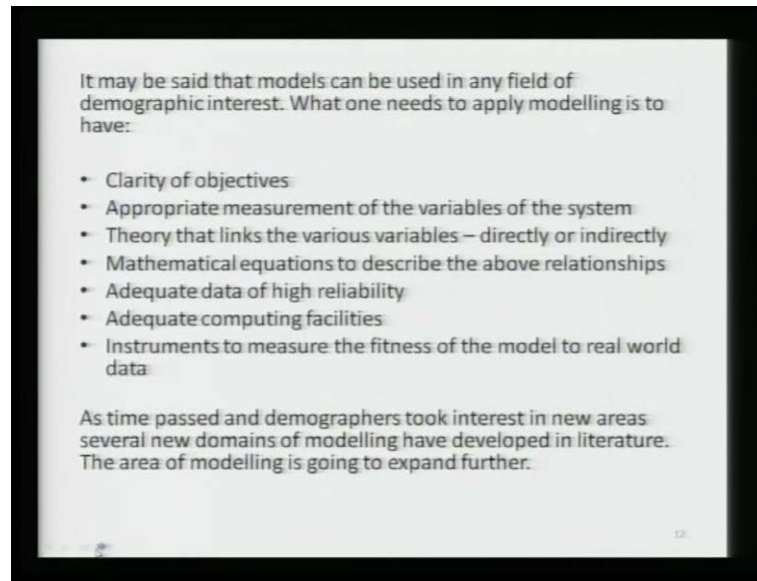 It may be said that models can be used in any field of
demographic interest. What one needs to apply modelling is to
have:
• Clarity of objectives
• Appropriate measurement of the variables of the system
• Theory that links the various variables – directly or indirectly
• Mathematical equations to describe the above relationships
• Adequate data of high reliability
• Adequate computing facilities
• Instruments to measure the fitness of the model to real world
data
As time passed and demographers took interest in new areas
several new domains of modelling have developed in literature.
The area of modelling is going to expand further.
12